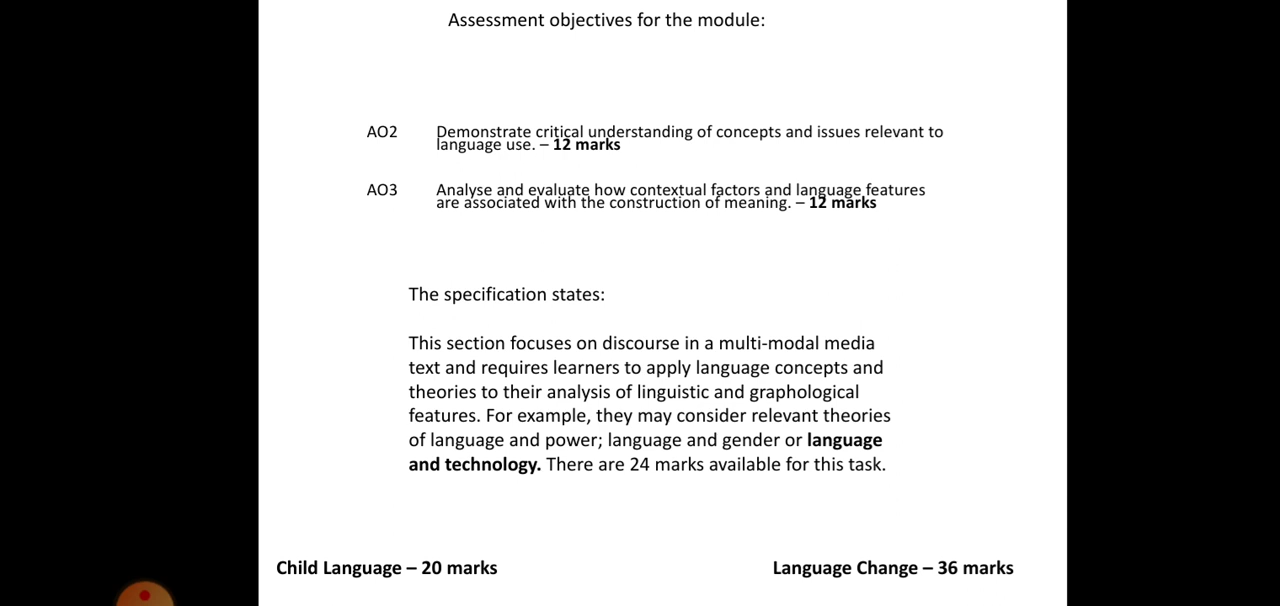 Assessment objectives for the module:
AO2 Demonstrate critical understanding of concepts and issues relevant to
language use. – 12 marks
AO3 Analyse and evaluate how contextual factors and language features
are associated with the construction of meaning. – 12 marks
The specification states:
This section focuses on discourse in a multi-modal media
text and requires learners to apply language concepts and
theories to their analysis of linguistic and graphological
features. For example, they may consider relevant theories
of language and power; language and gender or language
and technology. There are 24 marks available for this task.
Child Language – 20 marks
Language Change – 36 marks